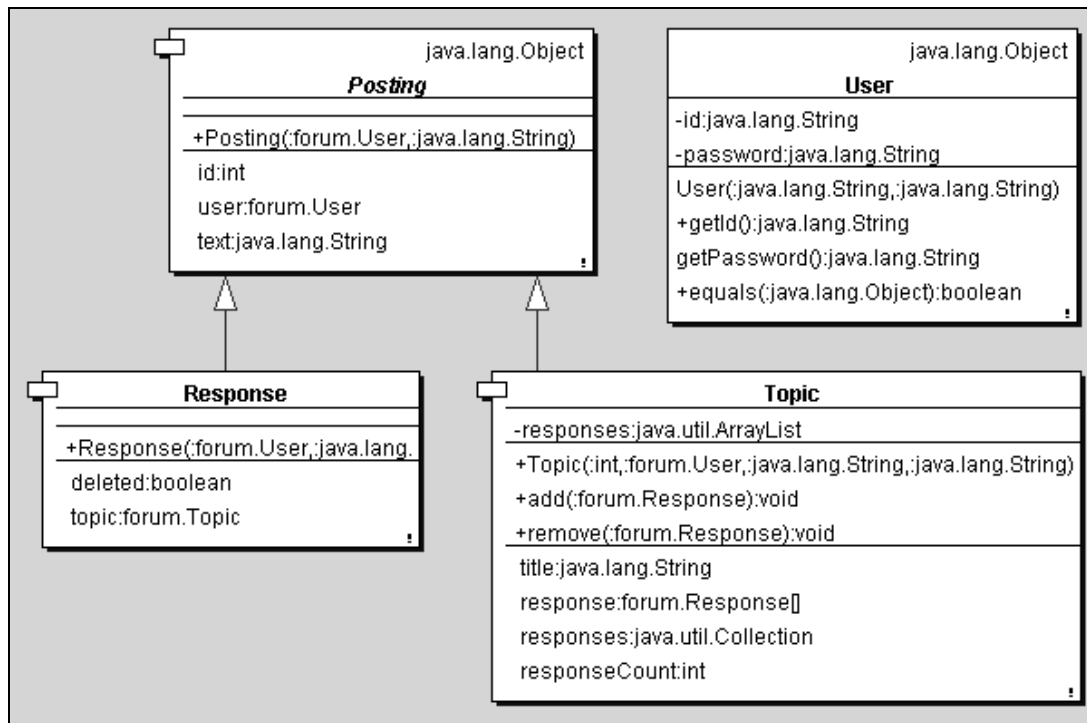 java.lang.Object
Posting
+Posting(:forum.User,:java.lang.String)
id:int
user:forum.User
text:java.lang.String
!
java.lang.Object
User
-id:java.lang.String
-password:java.lang.String
User(:java.lang.String,:java.lang.String)
+getId():java.lang.String
getPassword():java.lang.String
+equals(:java.lang.Object):boolean
!
Response
+Response(:forum.User,:java.lang.
deleted:boolean
topic:forum.Topic
!
Topic
-responses:java.util.ArrayList
+Topic(:int,:forum.User,:java.lang.String,:java.lang.String)
+add(:forum.Response):void
+remove(:forum.Response):void
title:java.lang.String
response:forum.Response[]
responses:java.util.Collection
responseCount:int
!